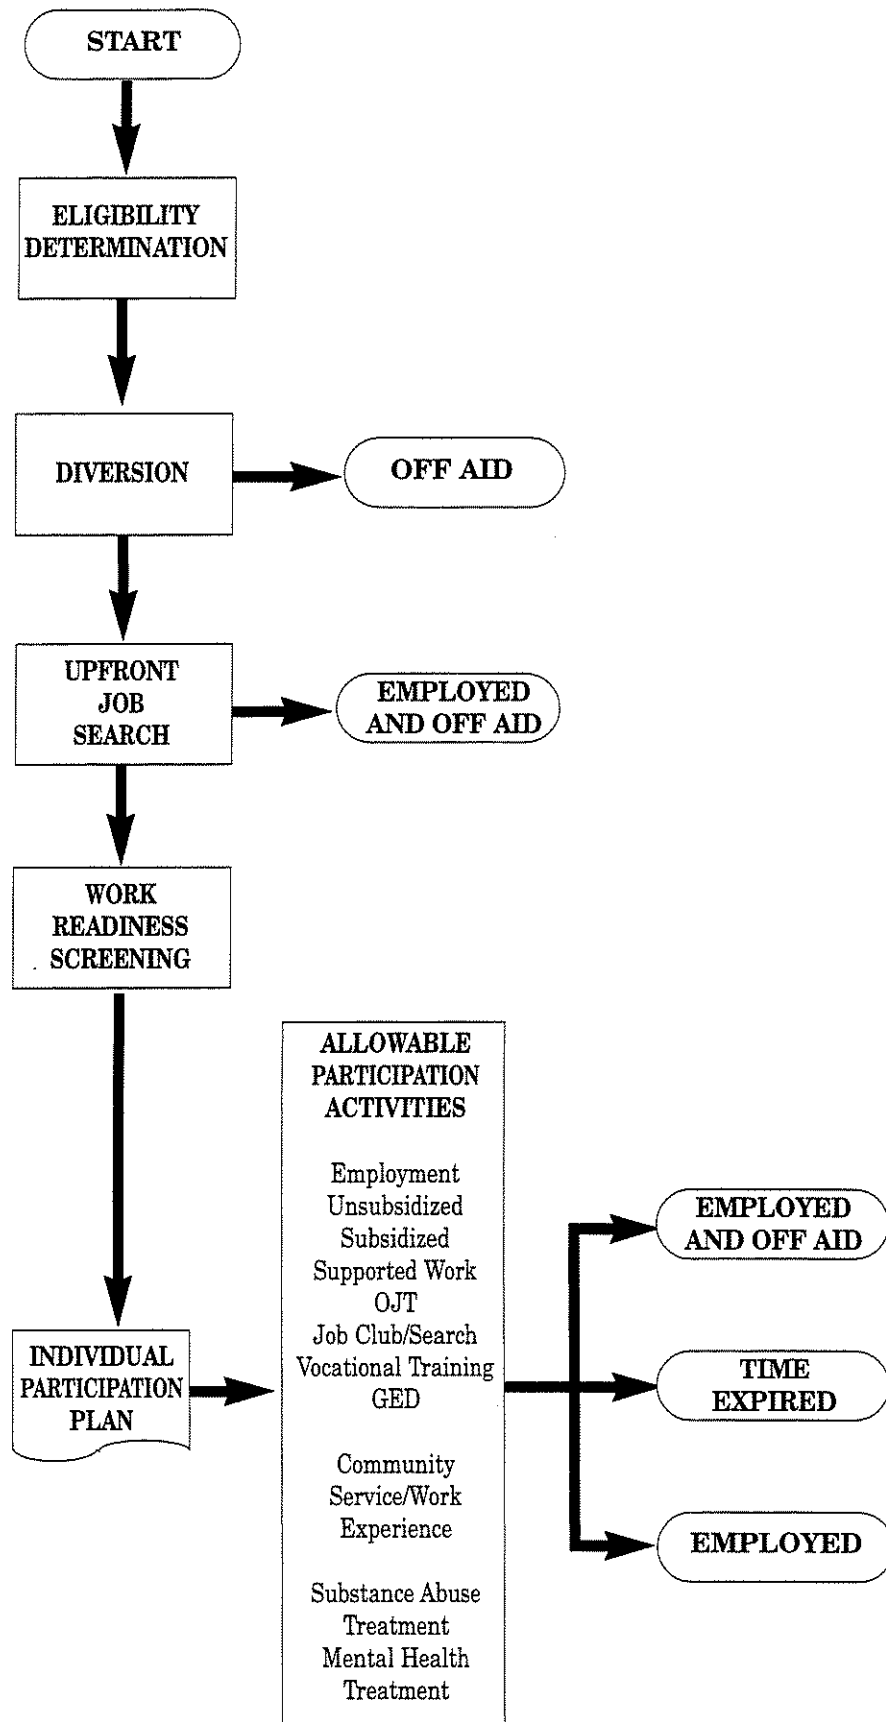 START
ELIGIBILITY
DETERMINATION
DIVERSION
OFF AID
UPFRONT
JOB
SEARCH
EMPLOYED
AND OFF AID
WORK
READINESS
SCREENING
INDIVIDUAL
PARTICIPATION
PLAN
ALLOWABLE
PARTICIPATION
ACTIVITIES
Employment
Unsubsidized
Subsidized
Supported Work
OJT
Job Club/Search
Vocational Training
GED
Community
Service/Work
Experience
Substance Abuse
Treatment
Mental Health
Treatment
EMPLOYED
AND OFF AID
TIME
EXPIRED
EMPLOYED